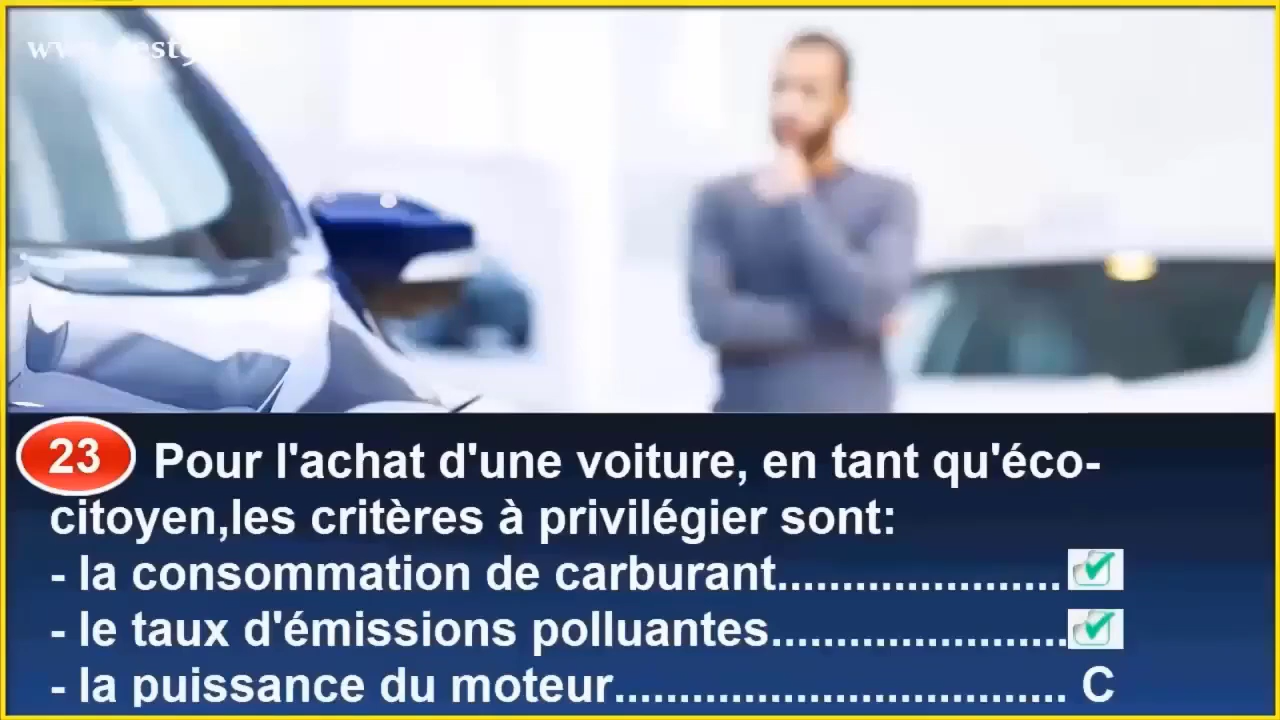 23 Pour l'achat d'une voiture, en tant qu'éco-
citoyen,les critères à privilégier sont:
- la consommation de carburant.....................
- le taux d'émissions polluantes......................
- la puissance du moteur.................................. C